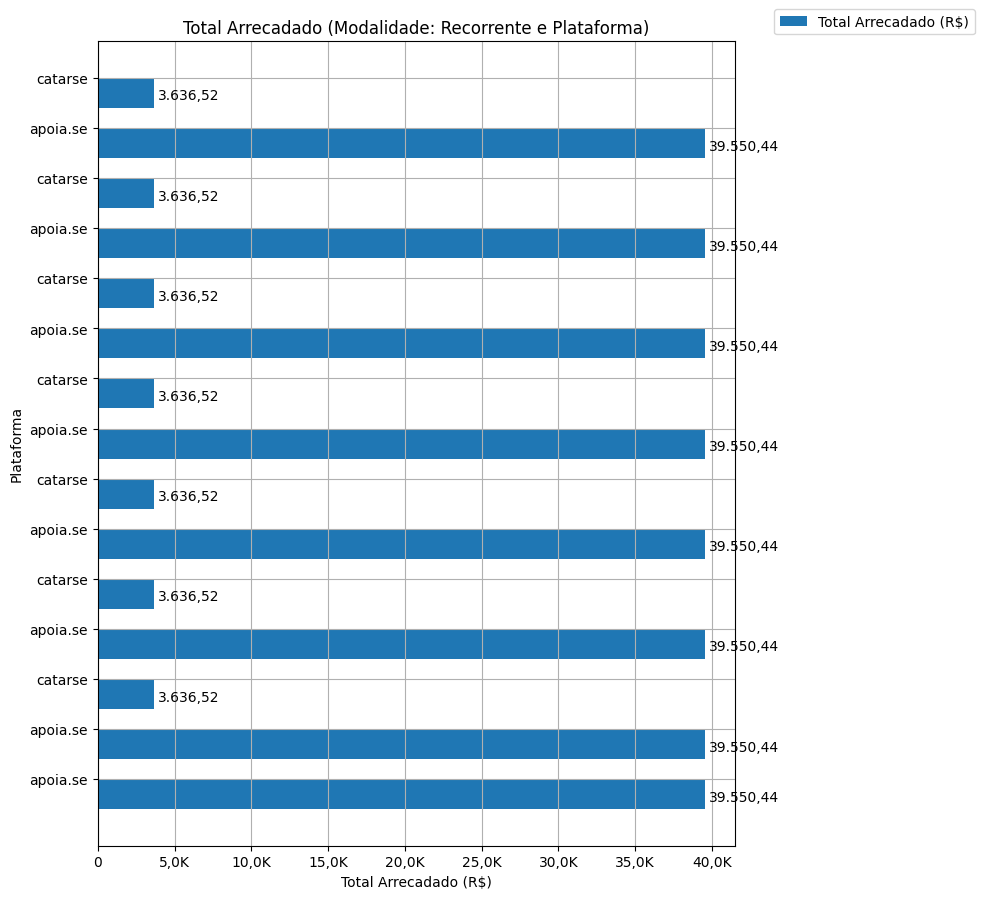 Total Arrecadado (Modalidade: Recorrente e Plataforma)
Total Arrecadado (R$)
Plataforma
catarse
3.636,52
apoia.se
39.550,44
catarse
3.636,52
apoia.se
39.550,44
catarse
3.636,52
apoia.se
39.550,44
catarse
3.636,52
apoia.se
39.550,44
catarse
3.636,52
apoia.se
39.550,44
catarse
3.636,52
apoia.se
39.550,44
catarse
3.636,52
apoia.se
39.550,44
apoia.se
39.550,44
0 5,0K 10,0K 15,0K 20,0K 25,0K 30,0K 35,0K 40,0K
Total Arrecadado (R$)